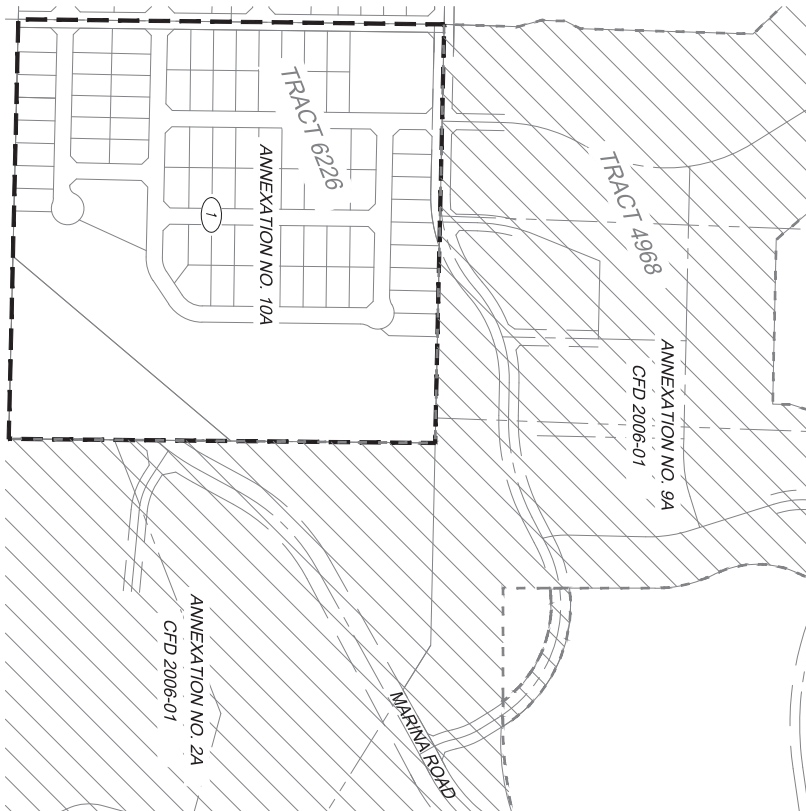 TRACT 6226
ANNEXATION NO. 10A
1
TRACT 4968
ANNEXATION NO. 9A
CFD 2006-01
ANNEXATION NO. 2A
CFD 2006-01
MARINA ROAD